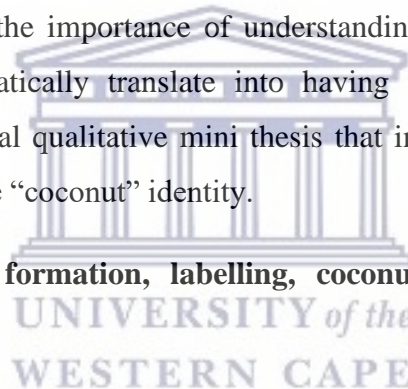 the importance of understanding
atically translate into having
al qualitative mini thesis that in
e “coconut” identity.
formation, labelling, coconu
UNIVERSITY of the
WESTERN CAPE